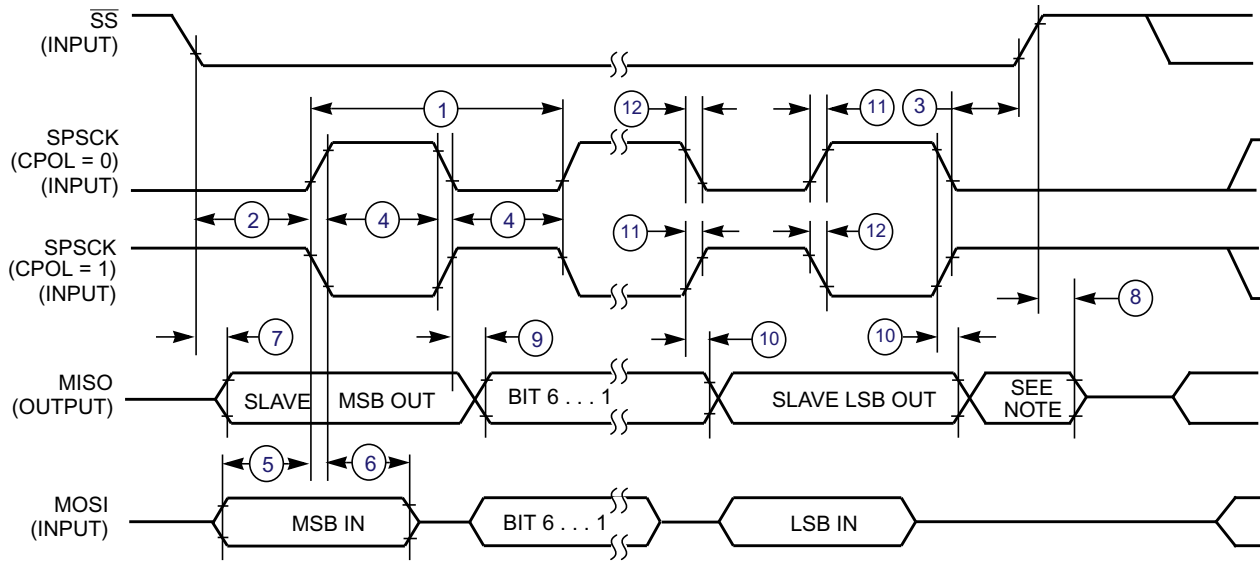 SS
(INPUT)
1
12
11
3
SPSCK
(CPOL = 0)
(INPUT)
2
4
4
SPSCK
(CPOL = 1)
(INPUT)
11
12
8
7
9
10
10
MISO
(OUTPUT)
SLAVE
MSB OUT
BIT 6 . . . 1
SLAVE LSB OUT
SEE
NOTE
5
6
MOSI
(INPUT)
MSB IN
BIT 6 . . . 1
LSB IN